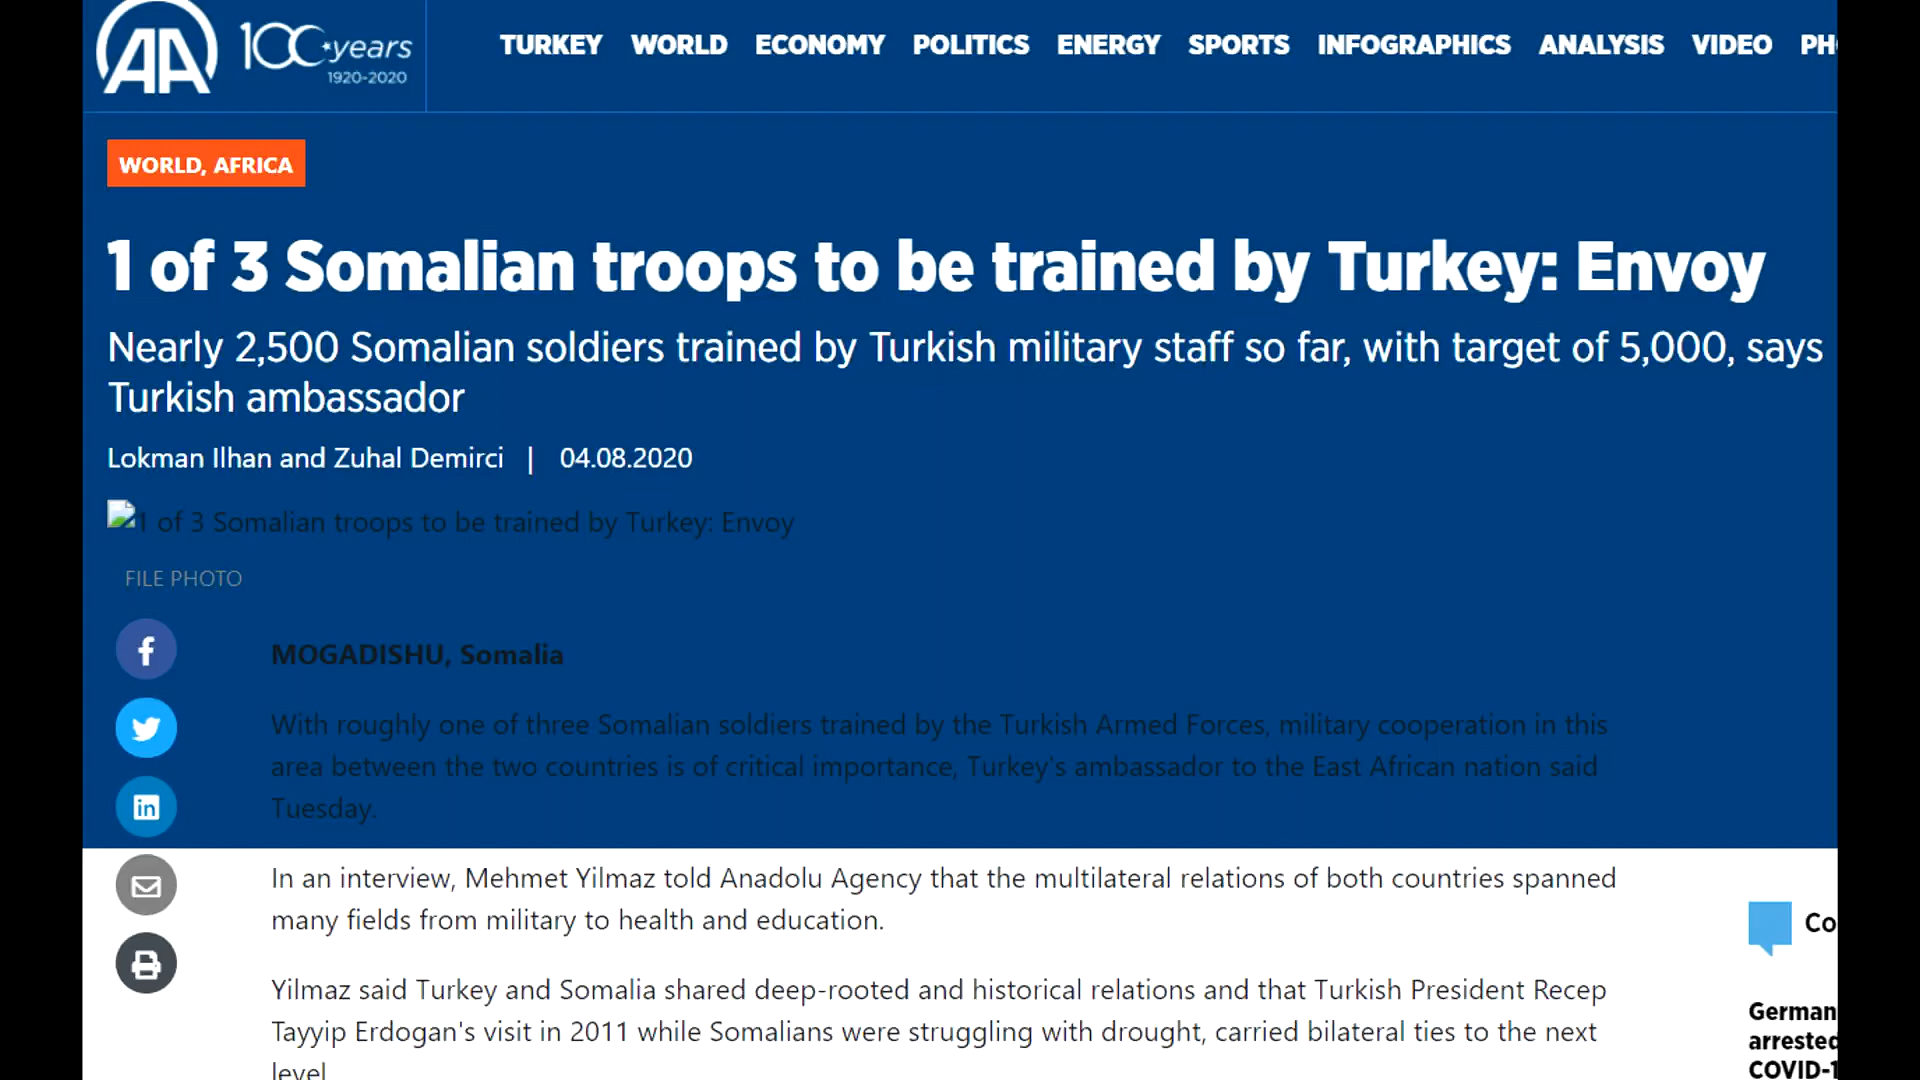 AA 100 years
1920-2020
TURKEY WORLD ECONOMY POLITICS ENERGY SPORTS INFOGRAPHICS ANALYSIS VIDEO PH
WORLD, AFRICA
1 of 3 Somalian troops to be trained by Turkey: Envoy
Nearly 2,500 Somalian soldiers trained by Turkish military staff so far, with target of 5,000, says
Turkish ambassador
Lokman Ilhan and Zuhal Demirci | 04.08.2020
1 of 3 Somalian troops to be trained by Turkey: Envoy
FILE PHOTO
MOGADISHU, Somalia
With roughly one of three Somalian soldiers trained by the Turkish Armed Forces, military cooperation in this
area between the two countries is of critical importance, Turkey's ambassador to the East African nation said
Tuesday.
In an interview, Mehmet Yilmaz told Anadolu Agency that the multilateral relations of both countries spanned
many fields from military to health and education.
Yilmaz said Turkey and Somalia shared deep-rooted and historical relations and that Turkish President Recep
Tayyip Erdogan's visit in 2011 while Somalians were struggling with drought, carried bilateral ties to the next
level
Co
German
arrested
COVID-1